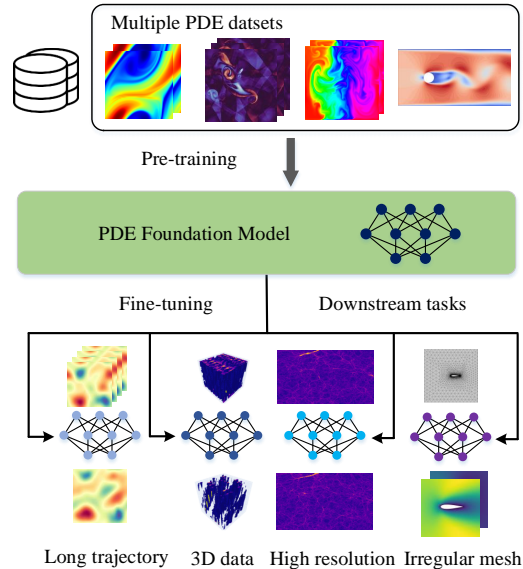 Multiple PDE datsets
Pre-training
PDE Foundation Model
Fine-tuning
Downstream tasks
Long trajectory
3D data
High resolution
Irregular mesh